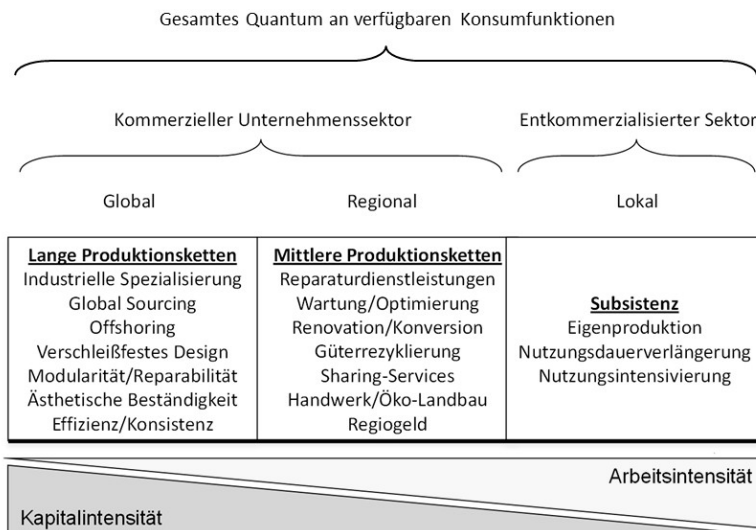 Gesamtes Quantum an verfügbaren Konsumfunktionen
Kommerzieller Unternehmenssektor
Entkommerzialisierter Sektor
Global
Regional
Lokal
Lange Produktionsketten
Industrielle Spezialisierung
Global Sourcing
Offshoring
Verschleißfestes Design
Modularität/Reparabilität
Ästhetische Beständigkeit
Effizienz/Konsistenz
Mittlere Produktionsketten
Reparaturdienstleistungen
Wartung/Optimierung
Renovation/Konversion
Güterrezyklierung
Sharing-Services
Handwerk/Öko-Landbau
Regiogeld
Subsistenz
Eigenproduktion
Nutzungsdauerverlängerung
Nutzungsintensivierung
Arbeitsintensität
Kapitalintensität